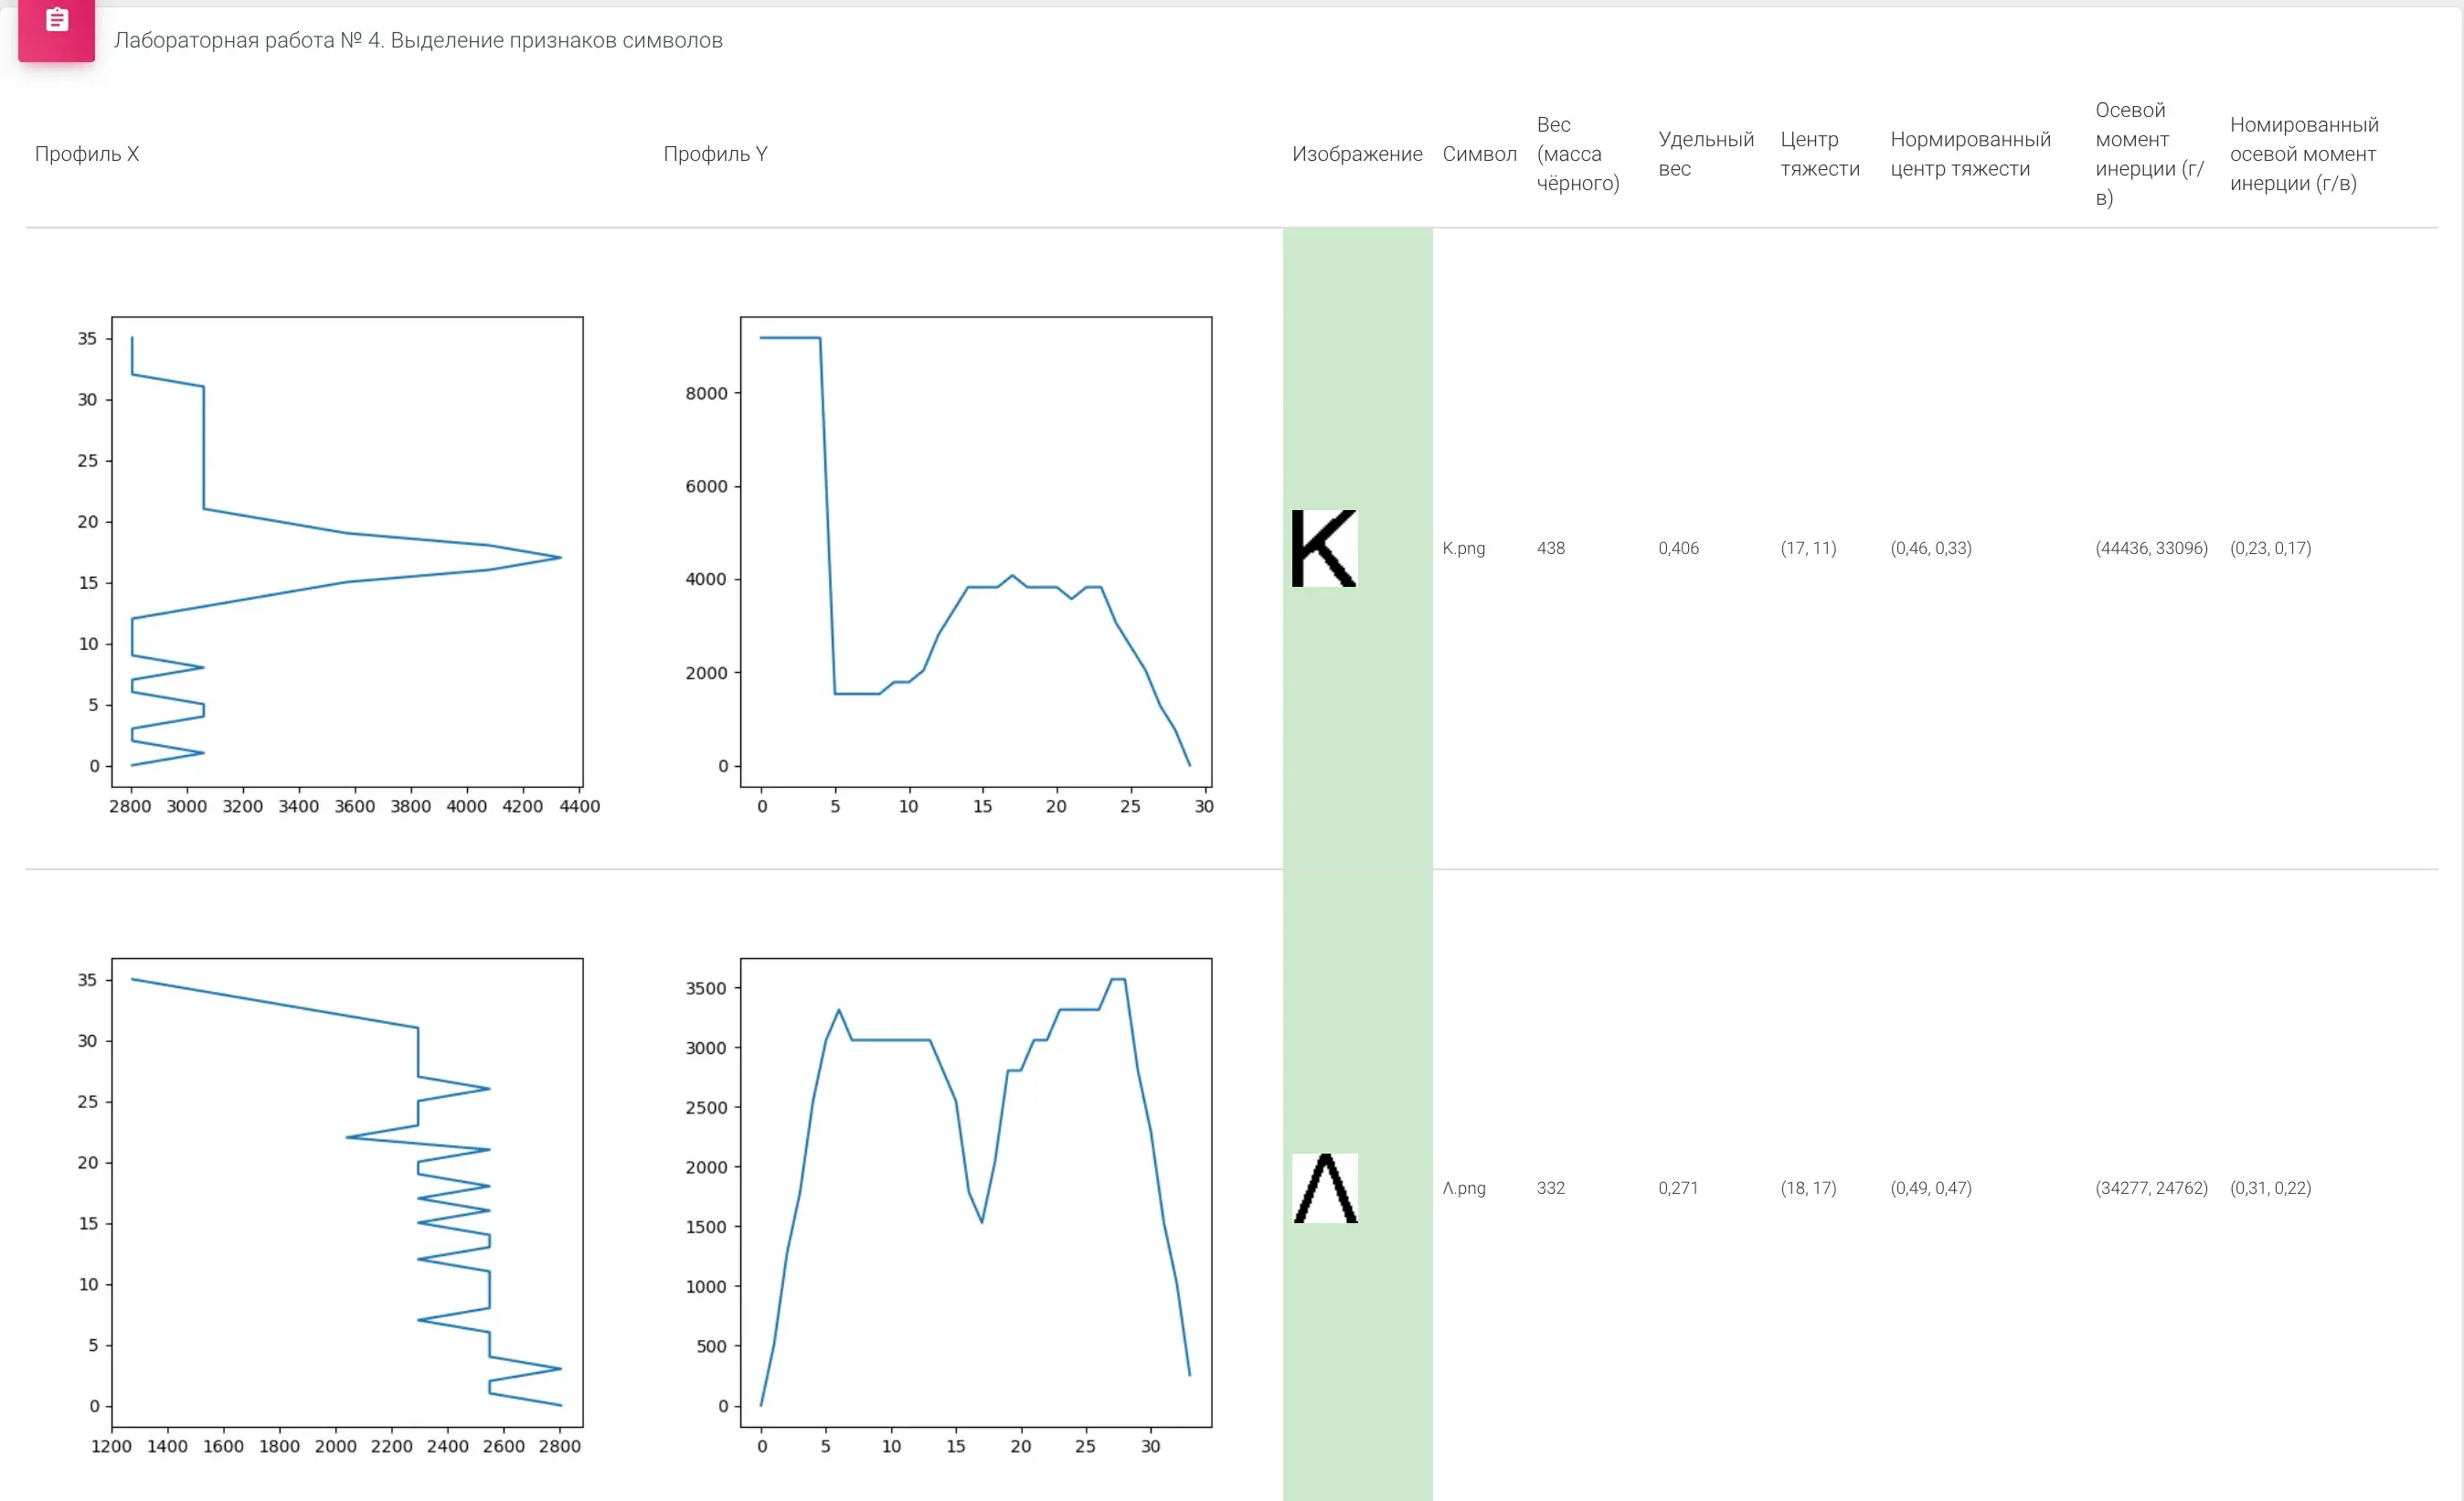 Лабораторная работа № 4. Выделение признаков символов
Профиль X
Профиль Y
Изображение
Символ
Вес
(масса
чёрного)
Удельный
вес
Центр
тяжести
Нормированный
центр тяжести
Осевой
момент
инерции (г/
в)
Номированный
осевой момент
инерции (г/в)
35
30
25
20
15
10
5
0
2800 3000 3200 3400 3600 3800 4000 4200 4400
8000
6000
4000
2000
0
0 5 10 15 20 25 30
K
K.png
438
0,406
(17, 11)
(0,46, 0,33)
(44436, 33096)
(0,23, 0,17)
35
30
25
20
15
10
5
0
1200 1400 1600 1800 2000 2200 2400 2600 2800
3500
3000
2500
2000
1500
1000
500
0
0 5 10 15 20 25 30
Λ
Λ.png
332
0,271
(18, 17)
(0,49, 0,47)
(34277, 24762)
(0,31, 0,22)